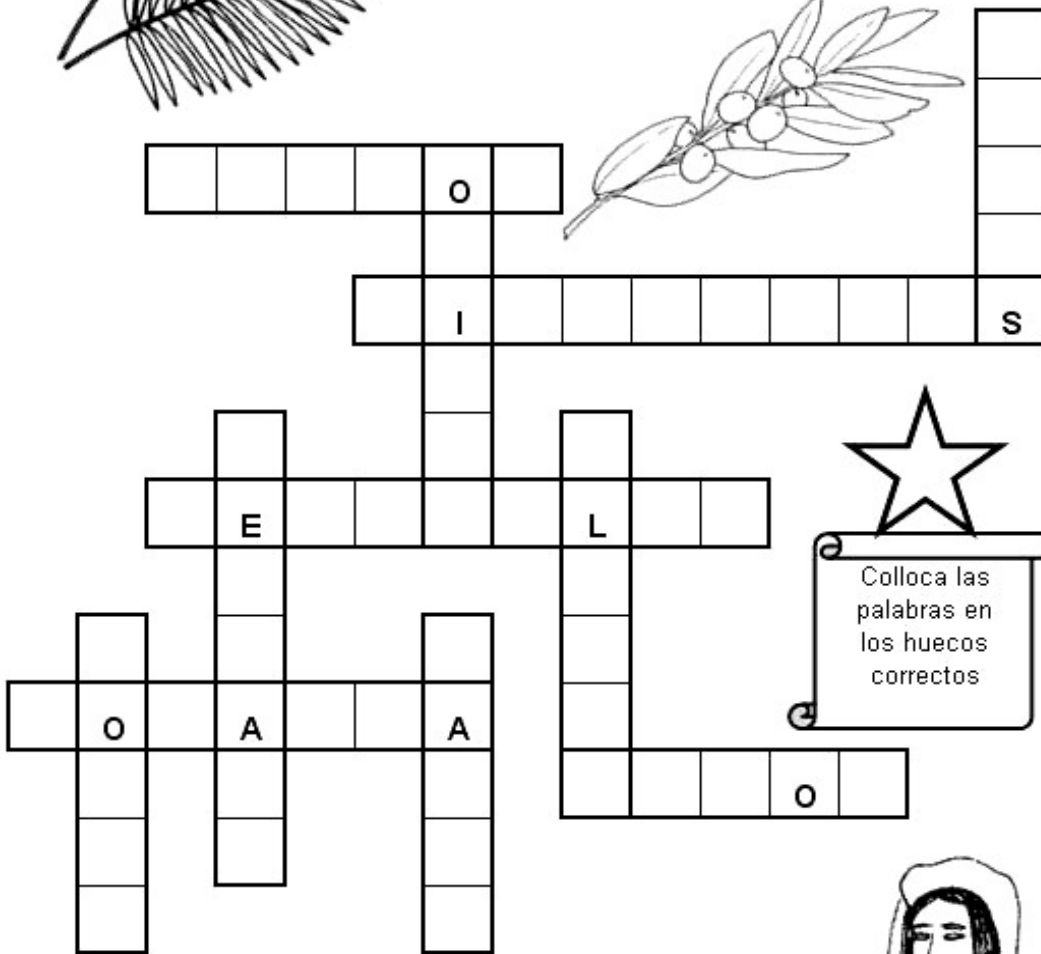 O
I S
E L
Colloca las
palabras en
los huecos
correctos
O A A
O